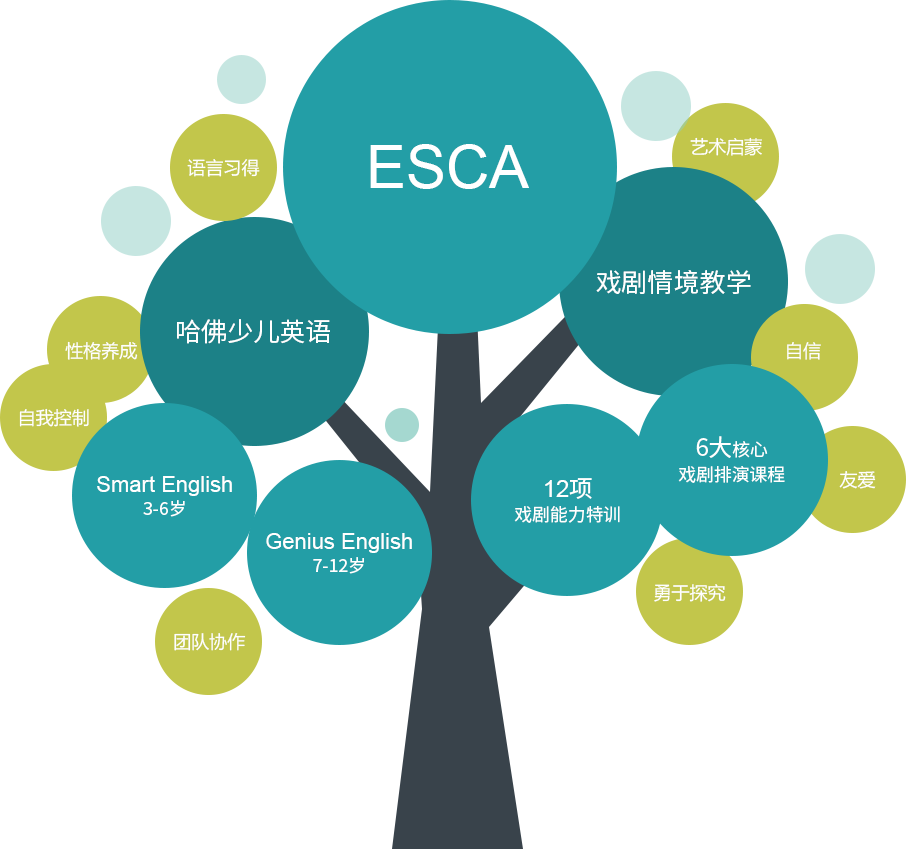 ESCA
艺术启蒙
语言习得
戏剧情境教学
哈佛少儿英语
性格养成
自信
自我控制
6大核心
戏剧排演课程
友爱
Smart English
3-6岁
12项
戏剧能力特训
Genius English
7-12岁
勇于探究
团队协作